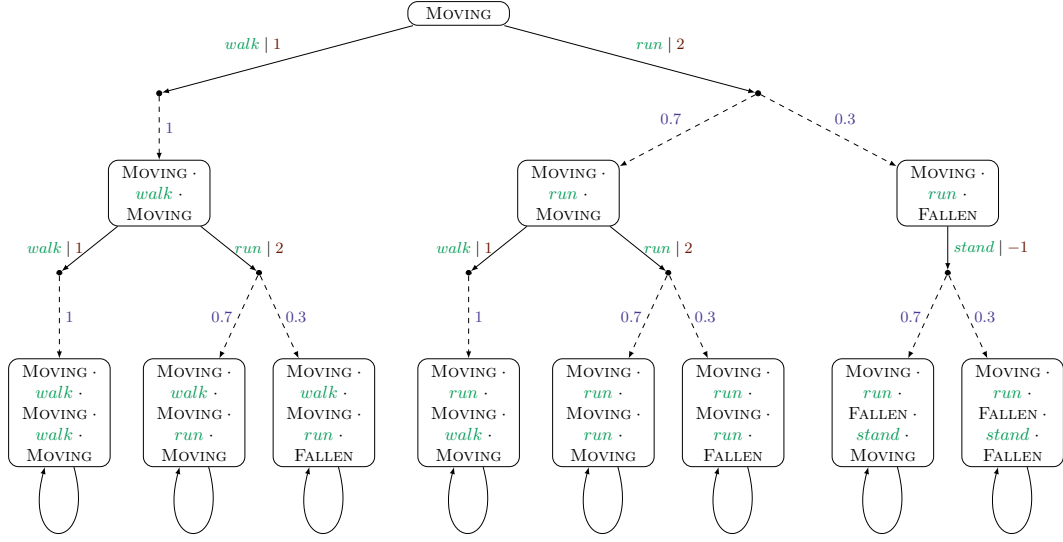 MOVING
walk | 1
run | 2
1
0.7
0.3
MOVING ·
walk ·
MOVING
MOVING ·
run ·
MOVING
MOVING ·
run ·
FALLEN
walk | 1
run | 2
walk | 1
run | 2
stand | −1
1
0.7
0.3
1
0.7
0.3
0.7
0.3
MOVING ·
walk ·
MOVING ·
walk ·
MOVING
MOVING ·
walk ·
MOVING ·
run ·
MOVING
MOVING ·
walk ·
MOVING ·
run ·
FALLEN
MOVING ·
run ·
MOVING ·
walk ·
MOVING
MOVING ·
run ·
MOVING ·
run ·
MOVING
MOVING ·
run ·
MOVING ·
run ·
FALLEN
MOVING ·
run ·
FALLEN ·
stand ·
MOVING
MOVING ·
run ·
FALLEN ·
stand ·
FALLEN